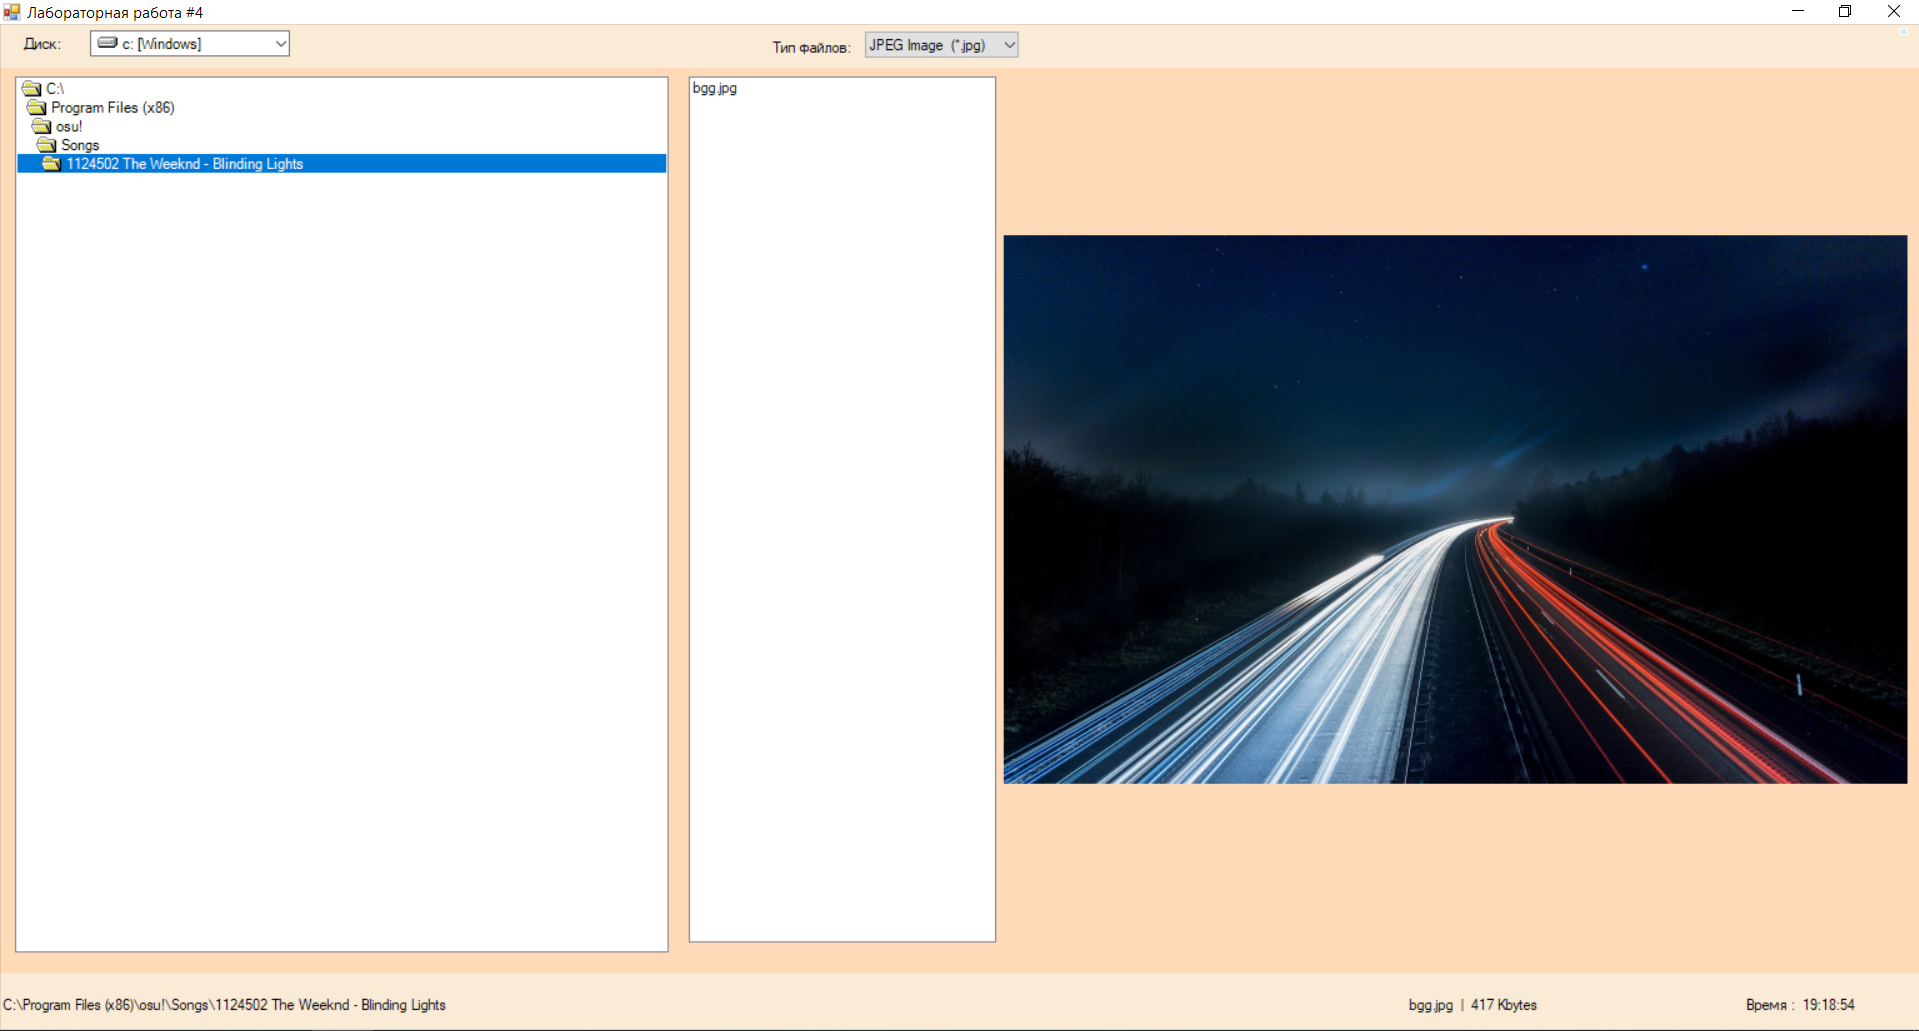 Лабораторная работа #4
Диск: c: [Windows] Тип файлов: JPEG Image (*.jpg)
C:\
Program Files (x86)
osu!
Songs
1124502 The Weeknd - Blinding Lights
bgg.jpg
C:\Program Files (x86)\osu!\Songs\1124502 The Weeknd - Blinding Lights bgg.jpg | 417 Kbytes Время : 19:18:54